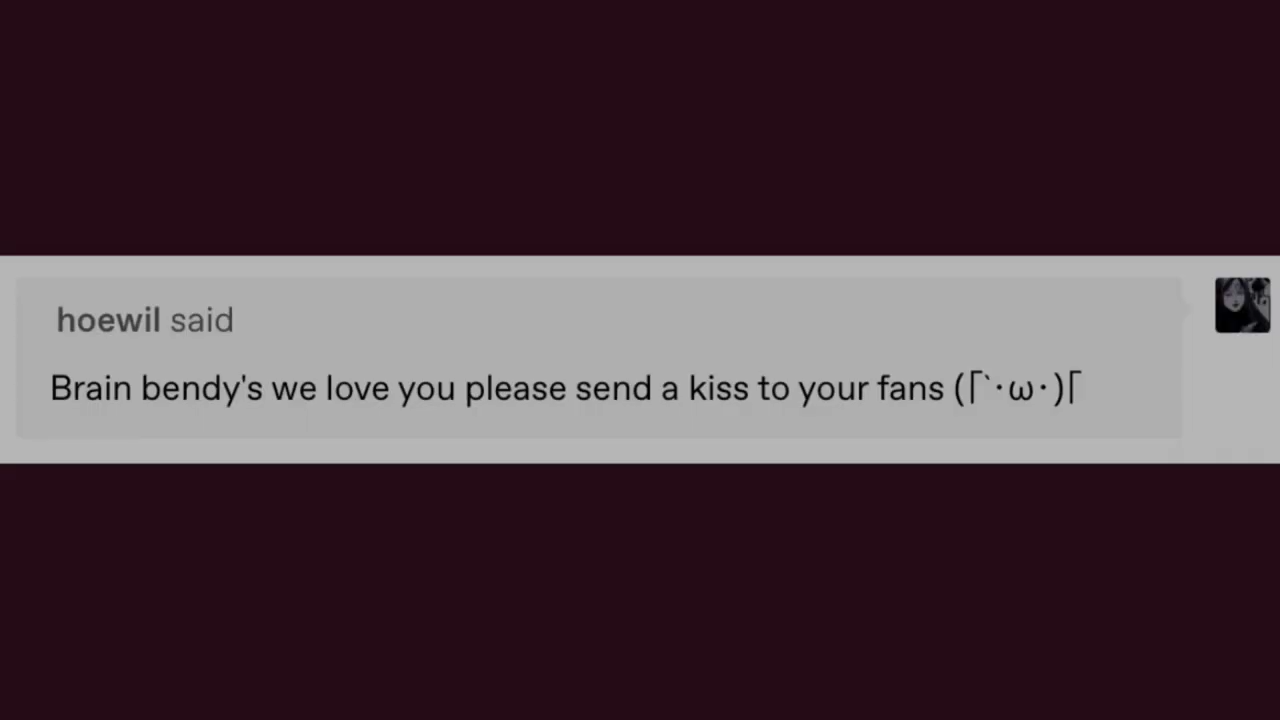 hoewil said
Brain bendy's we love you please send a kiss to your fans (⌈`･ω･)⌈